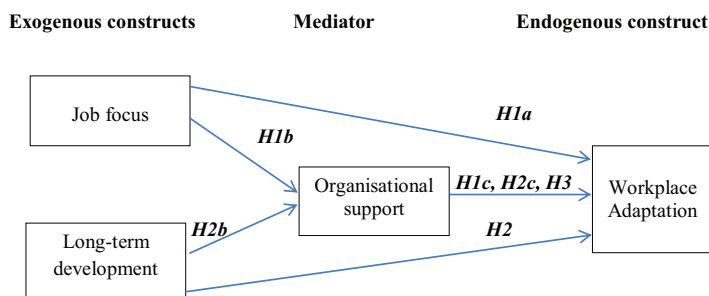 Exogenous constructs Mediator Endogenous construct
Job focus
H1a
H1b
Organisational
support
H1c, H2c, H3
Workplace
Adaptation
H2b
Long-term
development
H2